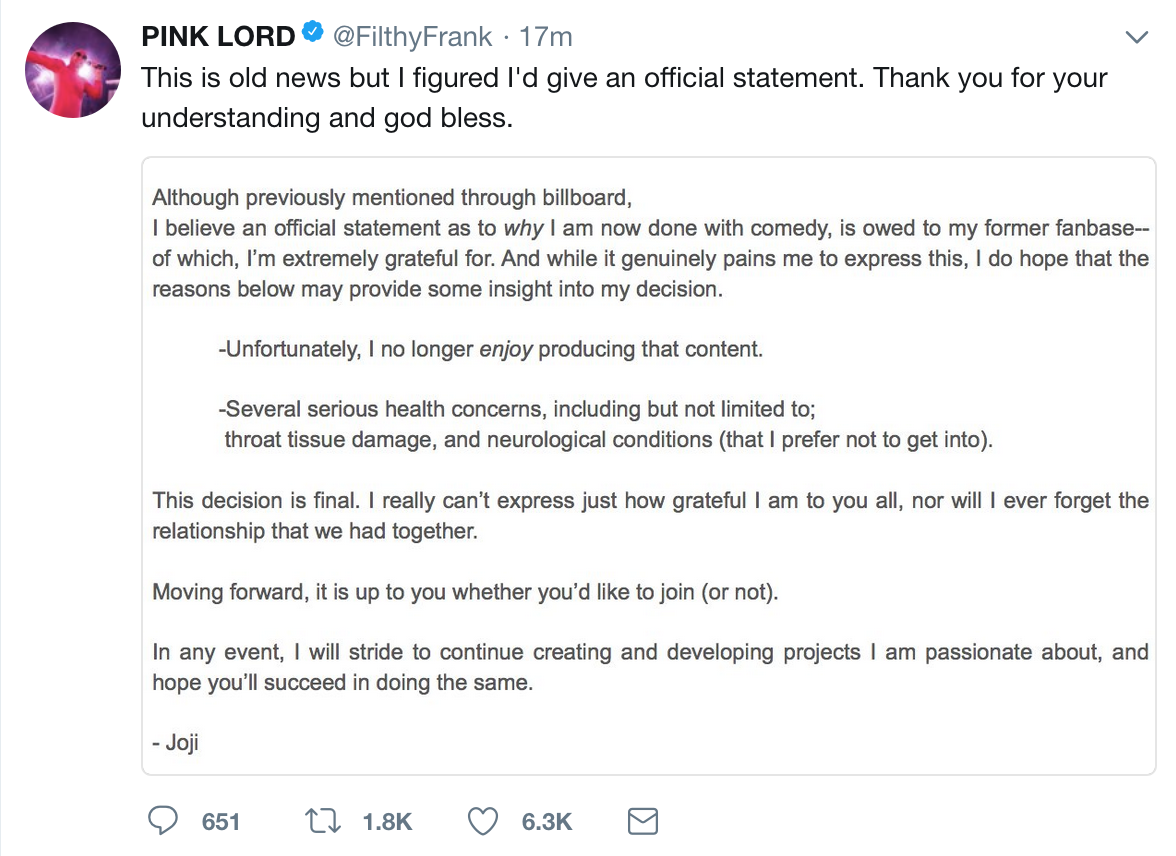 PINK LORD @FilthyFrank · 17m
This is old news but I figured I'd give an official statement. Thank you for your
understanding and god bless.
Although previously mentioned through billboard,
I believe an official statement as to why I am now done with comedy, is owed to my former fanbase--
of which, I’m extremely grateful for. And while it genuinely pains me to express this, I do hope that the
reasons below may provide some insight into my decision.
-Unfortunately, I no longer enjoy producing that content.
-Several serious health concerns, including but not limited to;
throat tissue damage, and neurological conditions (that I prefer not to get into).
This decision is final. I really can’t express just how grateful I am to you all, nor will I ever forget the
relationship that we had together.
Moving forward, it is up to you whether you’d like to join (or not).
In any event, I will stride to continue creating and developing projects I am passionate about, and
hope you’ll succeed in doing the same.
- Joji
651 1.8K 6.3K